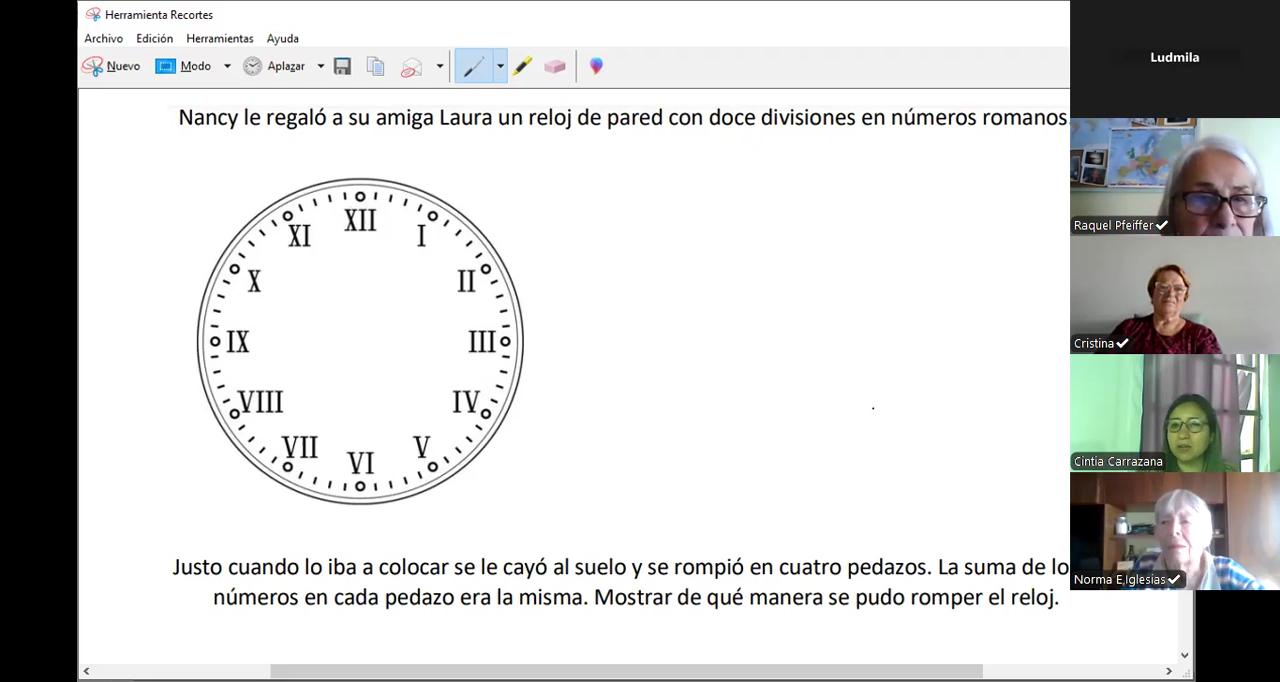 Herramienta Recortes
Archivo Edición Herramientas Ayuda
Nuevo Modo Aplazar
Ludmila
Nancy le regaló a su amiga Laura un reloj de pared con doce divisiones en números romanos
Raquel Pfeiffer
XII
XI I
X II
IX III
Cristina
VIII IV
VII V
VI
Cintia Carrazana
Justo cuando lo iba a colocar se le cayó al suelo y se rompió en cuatro pedazos. La suma de lo
Norma E,Iglesias
números en cada pedazo era la misma. Mostrar de qué manera se pudo romper el reloj.